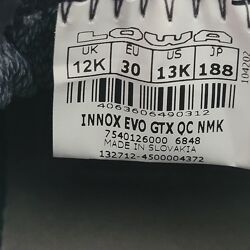 LOWA
UK EU US JP
12K 30 13K 188
4063606490312
INNOX EVO GTX QC NMK
7540126000 6848
MADE IN SLOVAKIA
132712-4500004372
104202